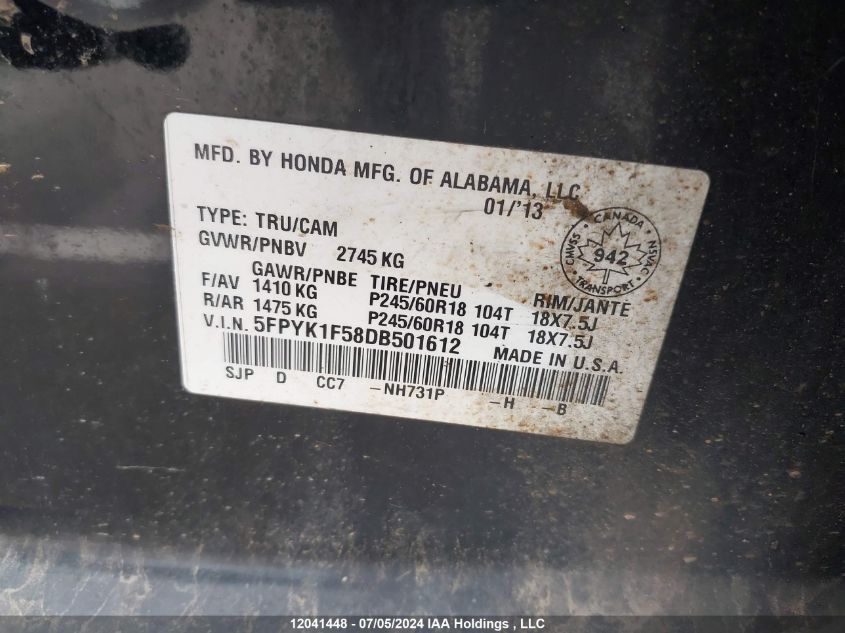 MFD. BY HONDA MFG. OF ALABAMA, LLC
01/'13
TYPE: TRU/CAM
GVWR/PNBV 2745 KG
GAWR/PNBE TIRE/PNEU RIM/JANTE
F/AV 1410 KG P245/60R18 104T 18X7.5J
R/AR 1475 KG P245/60R18 104T 18X7.5J
V.I.N. 5FPYK1F58DB501612 MADE IN U.S.A.
SJP D CC7 -NH731P -H -B
CANADA
CMVSS 942 NSVAC
TRANSPORT
12041448 - 07/05/2024 IAA Holdings , LLC